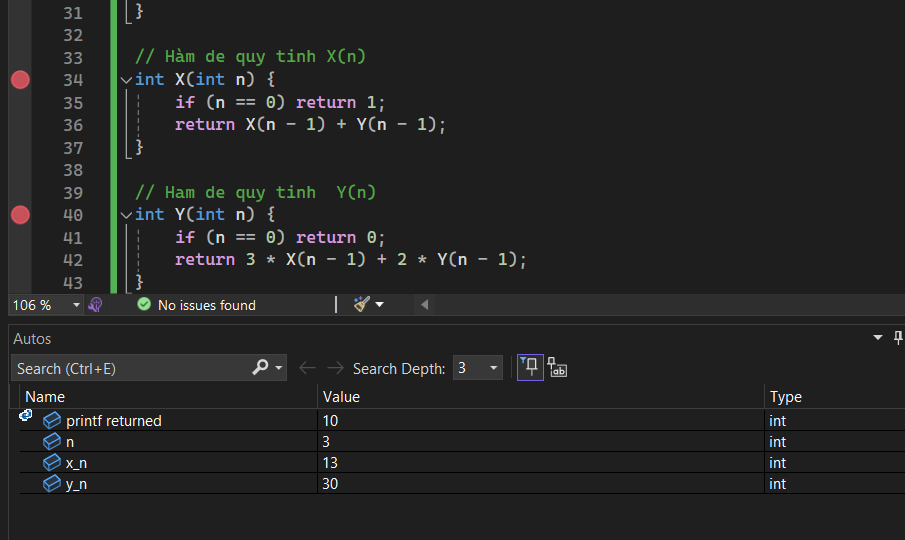 31 }
32
33 // Hàm de quy tinh X(n)
34 int X(int n) {
35 if (n == 0) return 1;
36 return X(n - 1) + Y(n - 1);
37 }
38
39 // Ham de quy tinh  Y(n)
40 int Y(int n) {
41 if (n == 0) return 0;
42 return 3 * X(n - 1) + 2 * Y(n - 1);
43 }
106 % No issues found
Autos
Search (Ctrl+E) Search Depth: 3
Name Value Type
printf returned 10 int
n 3 int
x_n 13 int
y_n 30 int